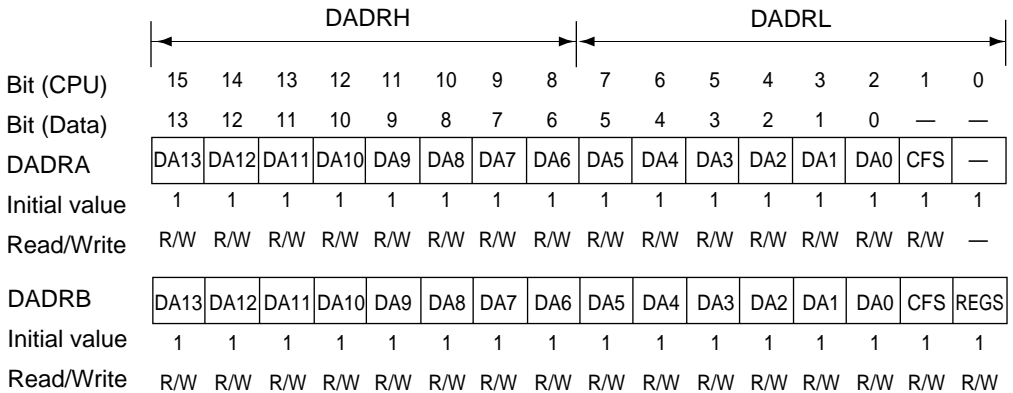 DADRH DADRL
Bit (CPU) 15 14 13 12 11 10 9 8 7 6 5 4 3 2 1 0
Bit (Data) 13 12 11 10 9 8 7 6 5 4 3 2 1 0 — —
DADRA DA13 DA12 DA11 DA10 DA9 DA8 DA7 DA6 DA5 DA4 DA3 DA2 DA1 DA0 CFS —
Initial value 1 1 1 1 1 1 1 1 1 1 1 1 1 1 1 1
Read/Write R/W R/W R/W R/W R/W R/W R/W R/W R/W R/W R/W R/W R/W R/W R/W —
DADRB DA13 DA12 DA11 DA10 DA9 DA8 DA7 DA6 DA5 DA4 DA3 DA2 DA1 DA0 CFS REGS
Initial value 1 1 1 1 1 1 1 1 1 1 1 1 1 1 1 1
Read/Write R/W R/W R/W R/W R/W R/W R/W R/W R/W R/W R/W R/W R/W R/W R/W R/W